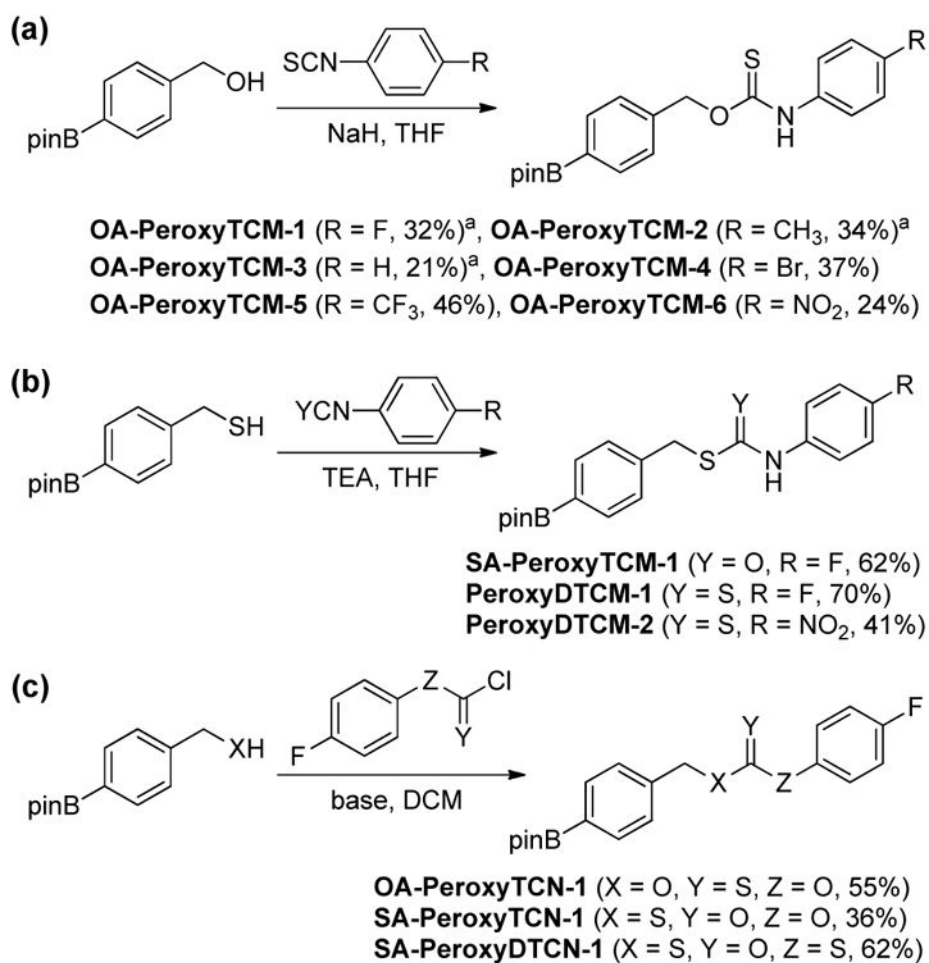 (a)
pinB
OH
SCN
R
NaH, THF
pinB
O
S
N
H
R
OA-PeroxyTCM-1 (R = F, 32%)ᵃ, OA-PeroxyTCM-2 (R = CH₃, 34%)ᵃ
OA-PeroxyTCM-3 (R = H, 21%)ᵃ, OA-PeroxyTCM-4 (R = Br, 37%)
OA-PeroxyTCM-5 (R = CF₃, 46%), OA-PeroxyTCM-6 (R = NO₂, 24%)
(b)
pinB
SH
YCN
R
TEA, THF
pinB
S
Y
N
H
R
SA-PeroxyTCM-1 (Y = O, R = F, 62%)
PeroxyDTCM-1 (Y = S, R = F, 70%)
PeroxyDTCM-2 (Y = S, R = NO₂, 41%)
(c)
pinB
XH
F
Z
Cl
Y
base, DCM
pinB
X
Y
Z
F
OA-PeroxyTCN-1 (X = O, Y = S, Z = O, 55%)
SA-PeroxyTCN-1 (X = S, Y = O, Z = O, 36%)
SA-PeroxyDTCN-1 (X = S, Y = O, Z = S, 62%)